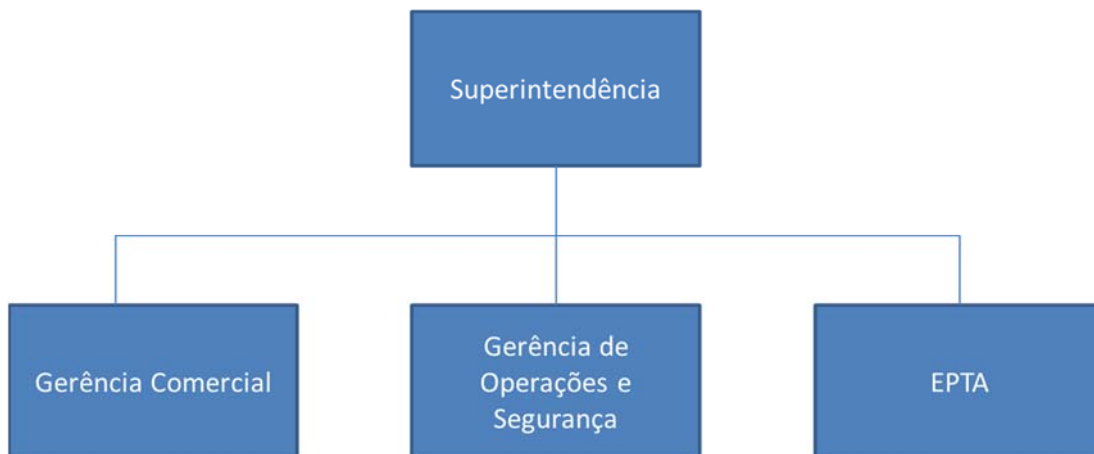 Superintendência
Gerência Comercial
Gerência de
Operações e
Segurança
EPTA